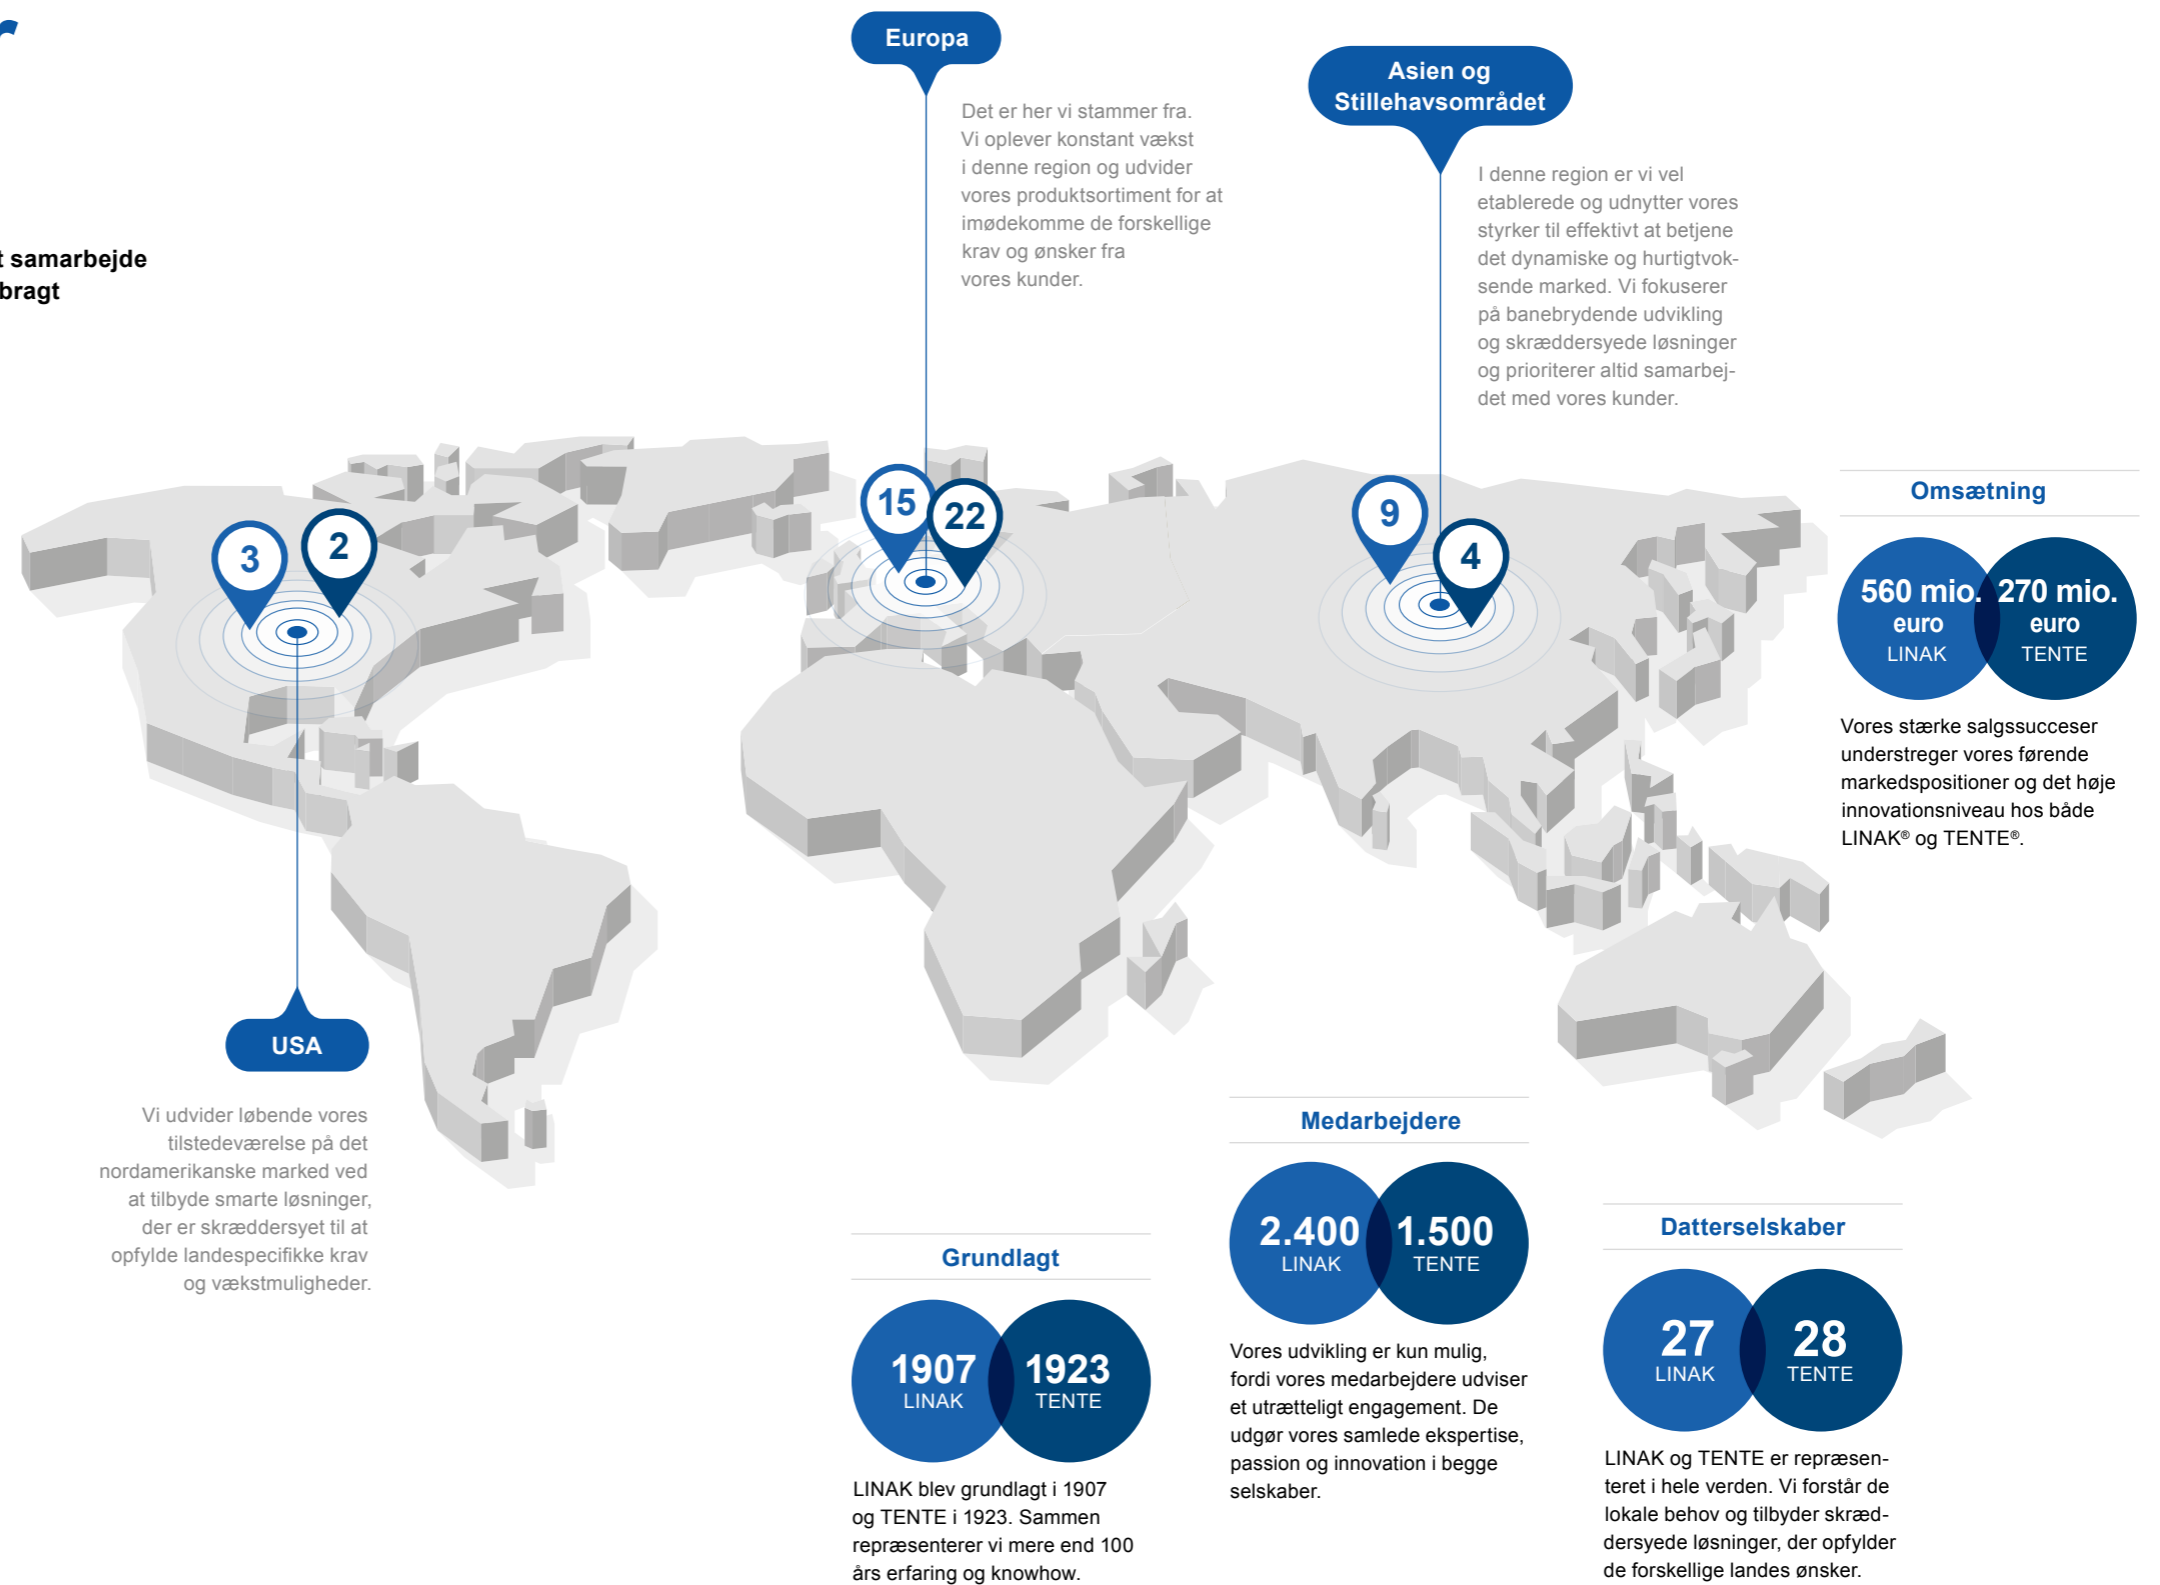 r
t samarbejde
bragt
Europa
Det er her vi stammer fra.
Vi oplever konstant vækst
i denne region og udvider
vores produktsortiment for at
imødekomme de forskellige
krav og ønsker fra
vores kunder.
Asien og
Stillehavsområdet
I denne region er vi vel
etablerede og udnytter vores
styrker til effektivt at betjene
det dynamiske og hurtigtvok-
sende marked. Vi fokuserer
på banebrydende udvikling
og skræddersyede løsninger
og prioriterer altid samarbej-
det med vores kunder.
3
2
15
22
9
4
Omsætning
560 mio.
euro
LINAK
270 mio.
euro
TENTE
Vores stærke salgssucceser
understreger vores førende
markedspositioner og det høje
innovationsniveau hos både
LINAK® og TENTE®.
USA
Vi udvider løbende vores
tilstedeværelse på det
nordamerikanske marked ved
at tilbyde smarte løsninger,
der er skræddersyet til at
opfylde landespecifikke krav
og vækstmuligheder.
Grundlagt
1907
LINAK
1923
TENTE
LINAK blev grundlagt i 1907
og TENTE i 1923. Sammen
repræsenterer vi mere end 100
års erfaring og knowhow.
Medarbejdere
2.400
LINAK
1.500
TENTE
Vores udvikling er kun mulig,
fordi vores medarbejdere udviser
et utrætteligt engagement. De
udgør vores samlede ekspertise,
passion og innovation i begge
selskaber.
Datterselskaber
27
LINAK
28
TENTE
LINAK og TENTE er repræsen-
teret i hele verden. Vi forstår de
lokale behov og tilbyder skræd-
dersyede løsninger, der opfylder
de forskellige landes ønsker.